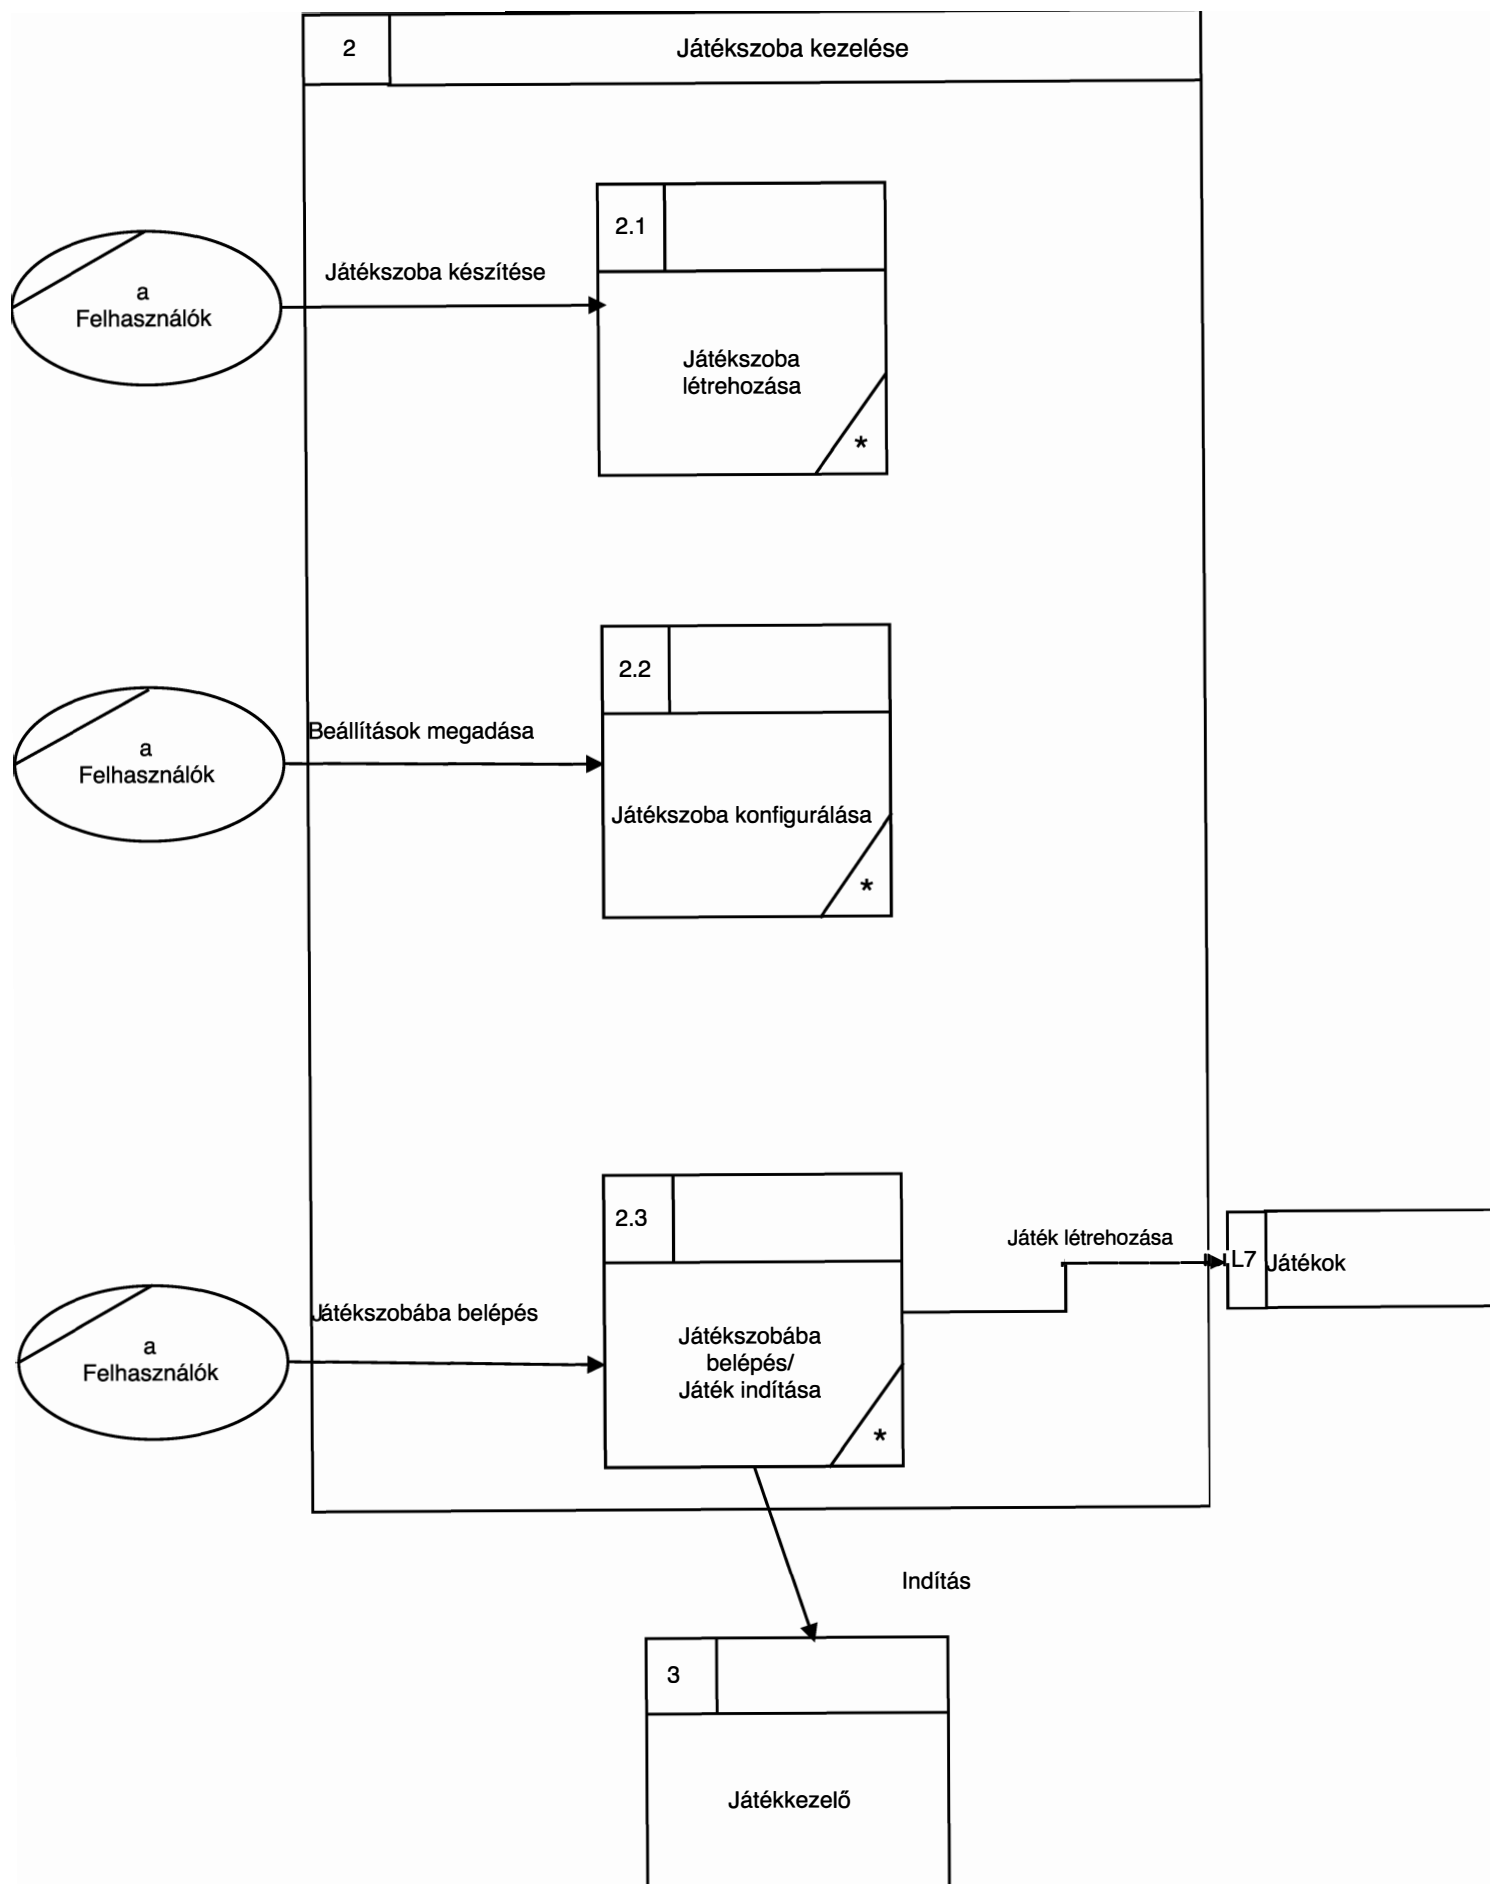 2
Játékszoba kezelése
2.1
Játékszoba készítése
a
Felhasználók
Játékszoba
létrehozása
*
2.2
Beállítások megadása
a
Felhasználók
Játékszoba konfigurálása
*
2.3
Játék létrehozása
L7
Játékok
Játékszobába belépés
a
Felhasználók
Játékszobába
belépés/
Játék indítása
*
Indítás
3
Játékkezelő